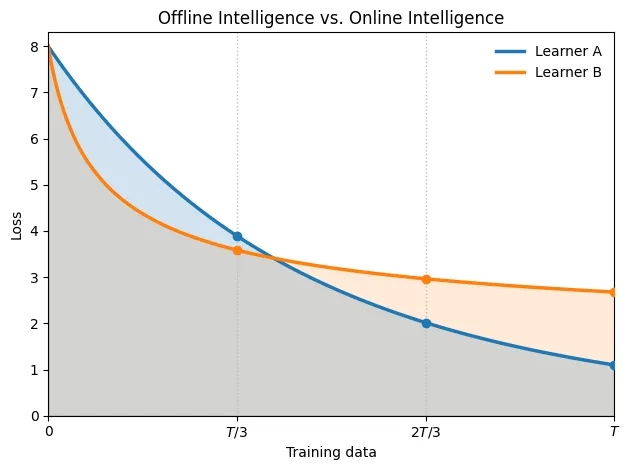 Offline Intelligence vs. Online Intelligence
Learner A
Learner B
Loss
8
7
6
5
4
3
2
1
0
0
T/3
2T/3
T
Training data